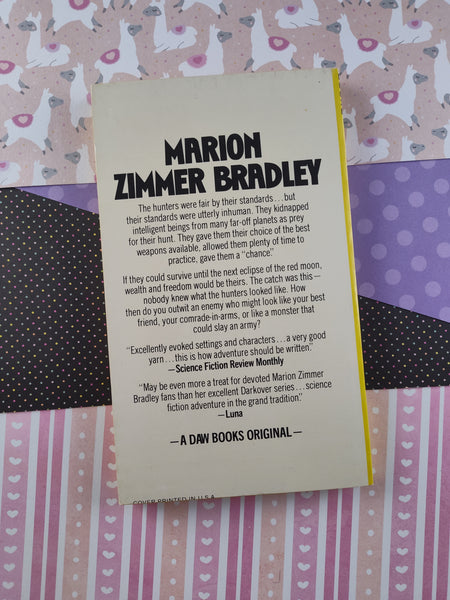 MARION
ZIMMER BRADLEY
The hunters were fair by their standards...but
their standards were utterly inhuman. They kidnapped
intelligent beings from many far-off planets as prey
for their hunt. They gave them their choice of the best
weapons available, allowed them plenty of time to
practice, gave them a "chance."
If they could survive until the next eclipse of the red moon,
wealth and freedom would be theirs. The catch was this—
nobody knew what the hunters looked like. How
then do you outwit an enemy who might look like your best
friend, your comrade-in-arms, or like a monster that
could slay an army?
"Excellently evoked settings and characters...a very good
yarn...this is how adventure should be written."
—Science Fiction Review Monthly
"May be even more a treat for devoted Marion Zimmer
Bradley fans than her excellent Darkover series...science
fiction adventure in the grand tradition."
—Luna
—A DAW BOOKS ORIGINAL—
COVER PRINTED IN U.S.A.